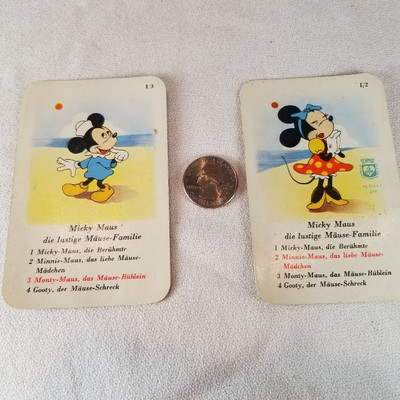 1/3
Micky Maus
die lustige Mäuse-Familie
1 Micky-Maus, die Berühmte
2 Minnie-Maus, das liebe Mäuse-
Mädchen
3 Monty-Maus, das Mäuse-Büblein
4 Gooty, der Mäuse-Schreck
1/2
Micky Maus
die lustige Mäuse-Familie
1 Micky-Maus, die Berühmte
2 Minnie-Maus, das liebe Mäuse-
Mädchen
3 Monty-Maus, das Mäuse-Büblein
4 Gooty, der Mäuse-Schreck